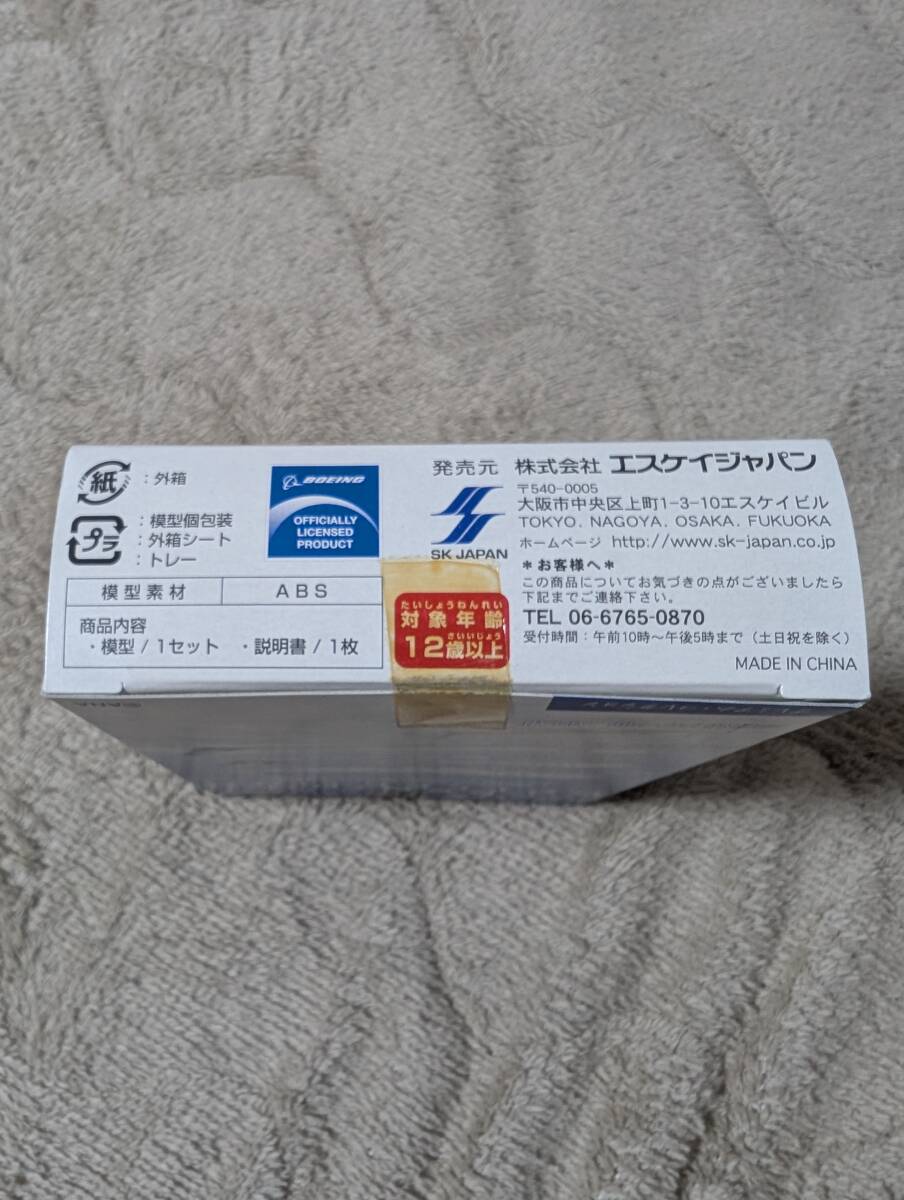 紙 :外箱
プラ :模型個包装
:外箱シート
:トレー
模型素材 ABS
商品内容
・模型/1セット ・説明書/1枚
BOEING
OFFICIALLY
LICENSED
PRODUCT
たいしょうねんれい
対象年齢
さいいじょう
12歳以上
発売元 株式会社 エスケイジャパン
SK JAPAN
〒540-0005
大阪市中央区上町1-3-10エスケイビル
TOKYO. NAGOYA. OSAKA. FUKUOKA
ホームページ http://www.sk-japan.co.jp
*お客様へ*
この商品についてお気づきの点がございましたら
下記までご連絡下さい。
TEL 06-6765-0870
受付時間:午前10時~午後5時まで(土日祝を除く)
MADE IN CHINA
©ANA